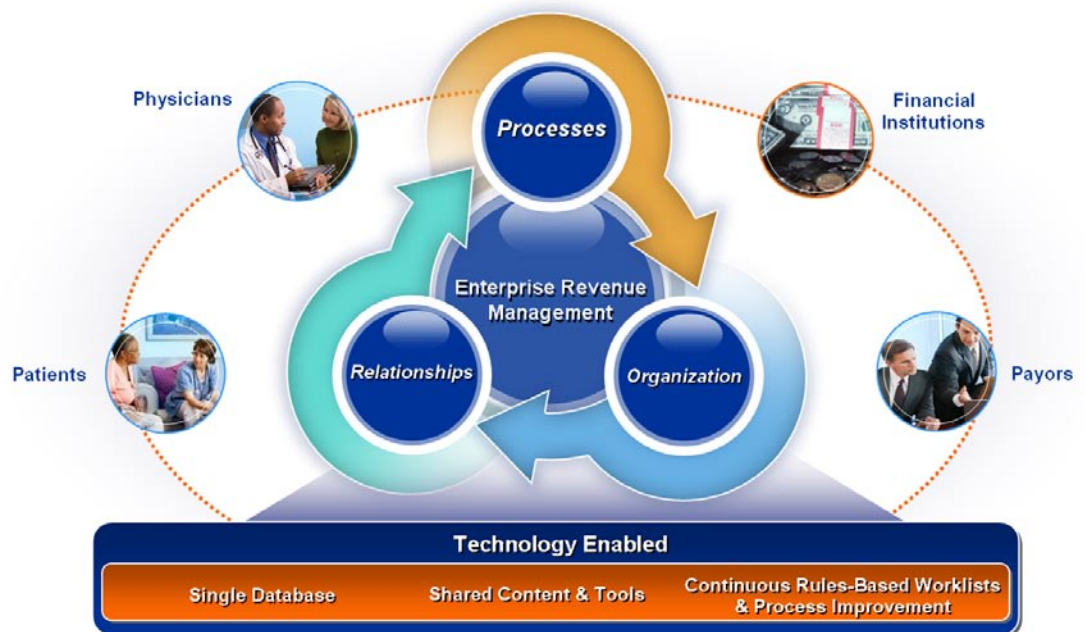 Processes
Physicians
Financial
Institutions
Enterprise Revenue
Management
Relationships
Organization
Patients
Payors
Technology Enabled
Single Database
Shared Content & Tools
Continuous Rules-Based Worklists
& Process Improvement